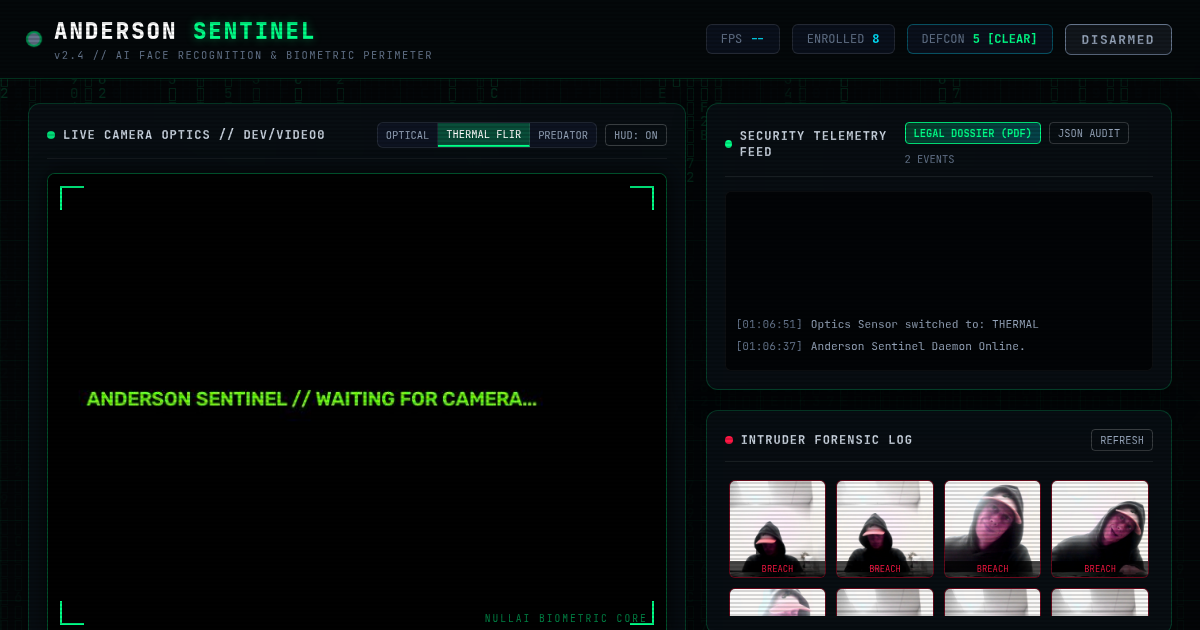 ANDERSON SENTINEL
v2.4 // AI FACE RECOGNITION & BIOMETRIC PERIMETER
FPS --
ENROLLED 8
DEFCON 5 [CLEAR]
DISARMED
LIVE CAMERA OPTICS // DEV/VIDEO0
OPTICAL
THERMAL FLIR
PREDATOR
HUD: ON
ANDERSON SENTINEL // WAITING FOR CAMERA...
NULLAI BIOMETRIC CORE
SECURITY TELEMETRY
FEED
LEGAL DOSSIER (PDF)
JSON AUDIT
2 EVENTS
[01:06:51] Optics Sensor switched to: THERMAL
[01:06:37] Anderson Sentinel Daemon Online.
INTRUDER FORENSIC LOG
REFRESH
BREACH
BREACH
BREACH
BREACH